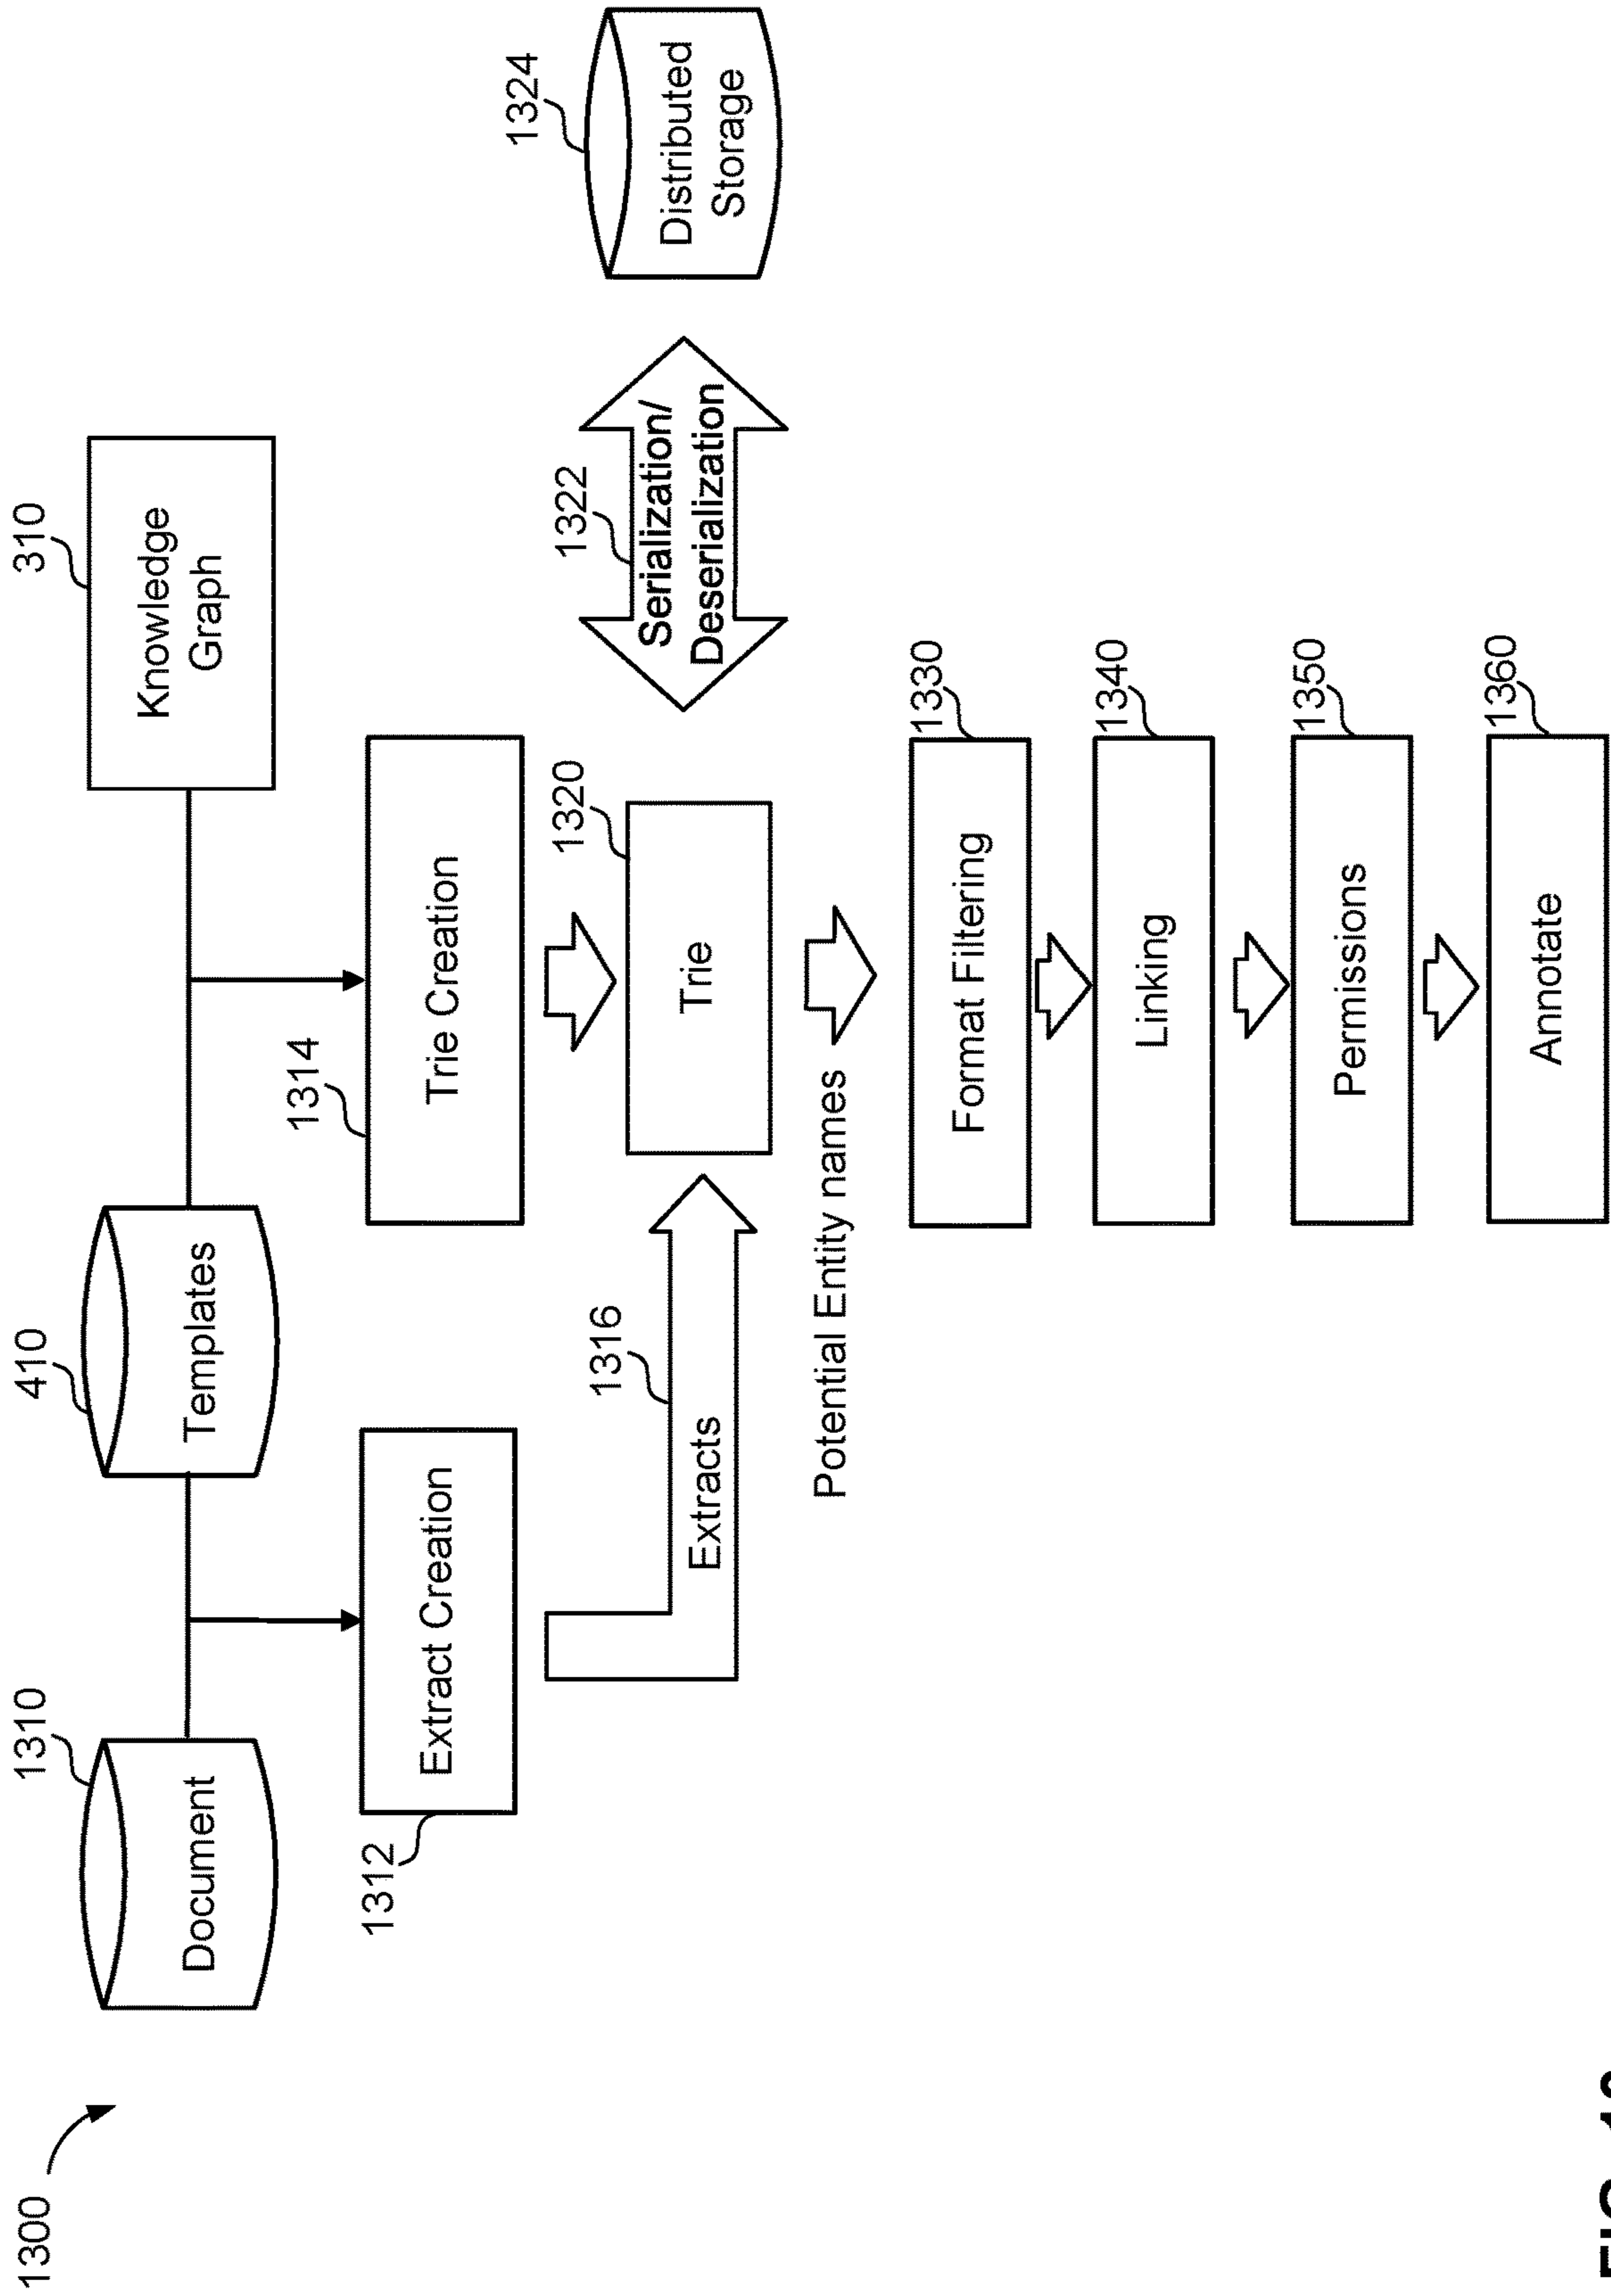 1300
1310
410
310
Document
Templates
Knowledge
Graph
1312
1314
Extract Creation
Trie Creation
1316
1320
1322
1324
Extracts
Trie
Serialization/
Deserialization
Distributed
Storage
Potential Entity names
1330
Format Filtering
1340
Linking
1350
Permissions
1360
Annotate